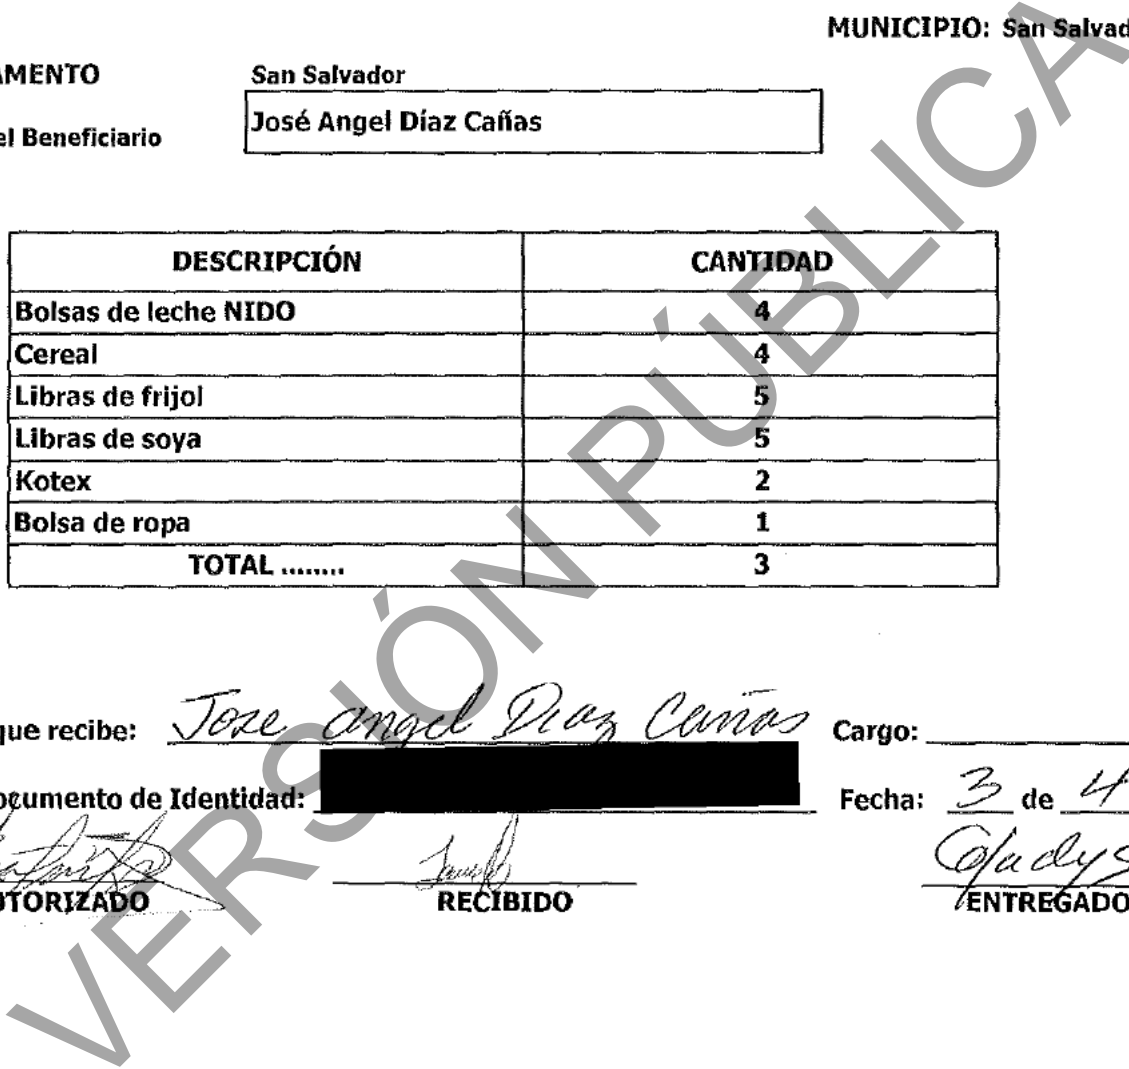 MUNICIPIO: San Salvad
AMENTO San Salvador
el Beneficiario José Angel Díaz Cañas
DESCRIPCIÓN CANTIDAD
Bolsas de leche NIDO 4
Cereal 4
Libras de frijol 5
Libras de soya 5
Kotex 2
Bolsa de ropa 1
TOTAL ........ 3
que recibe: Jose angel Diaz Cañas Cargo:
ocumento de Identidad: Fecha: 3 de 4
Gladys
UTORIZADO RECIBIDO ENTREGADO
VERSIÓN PÚBLICA